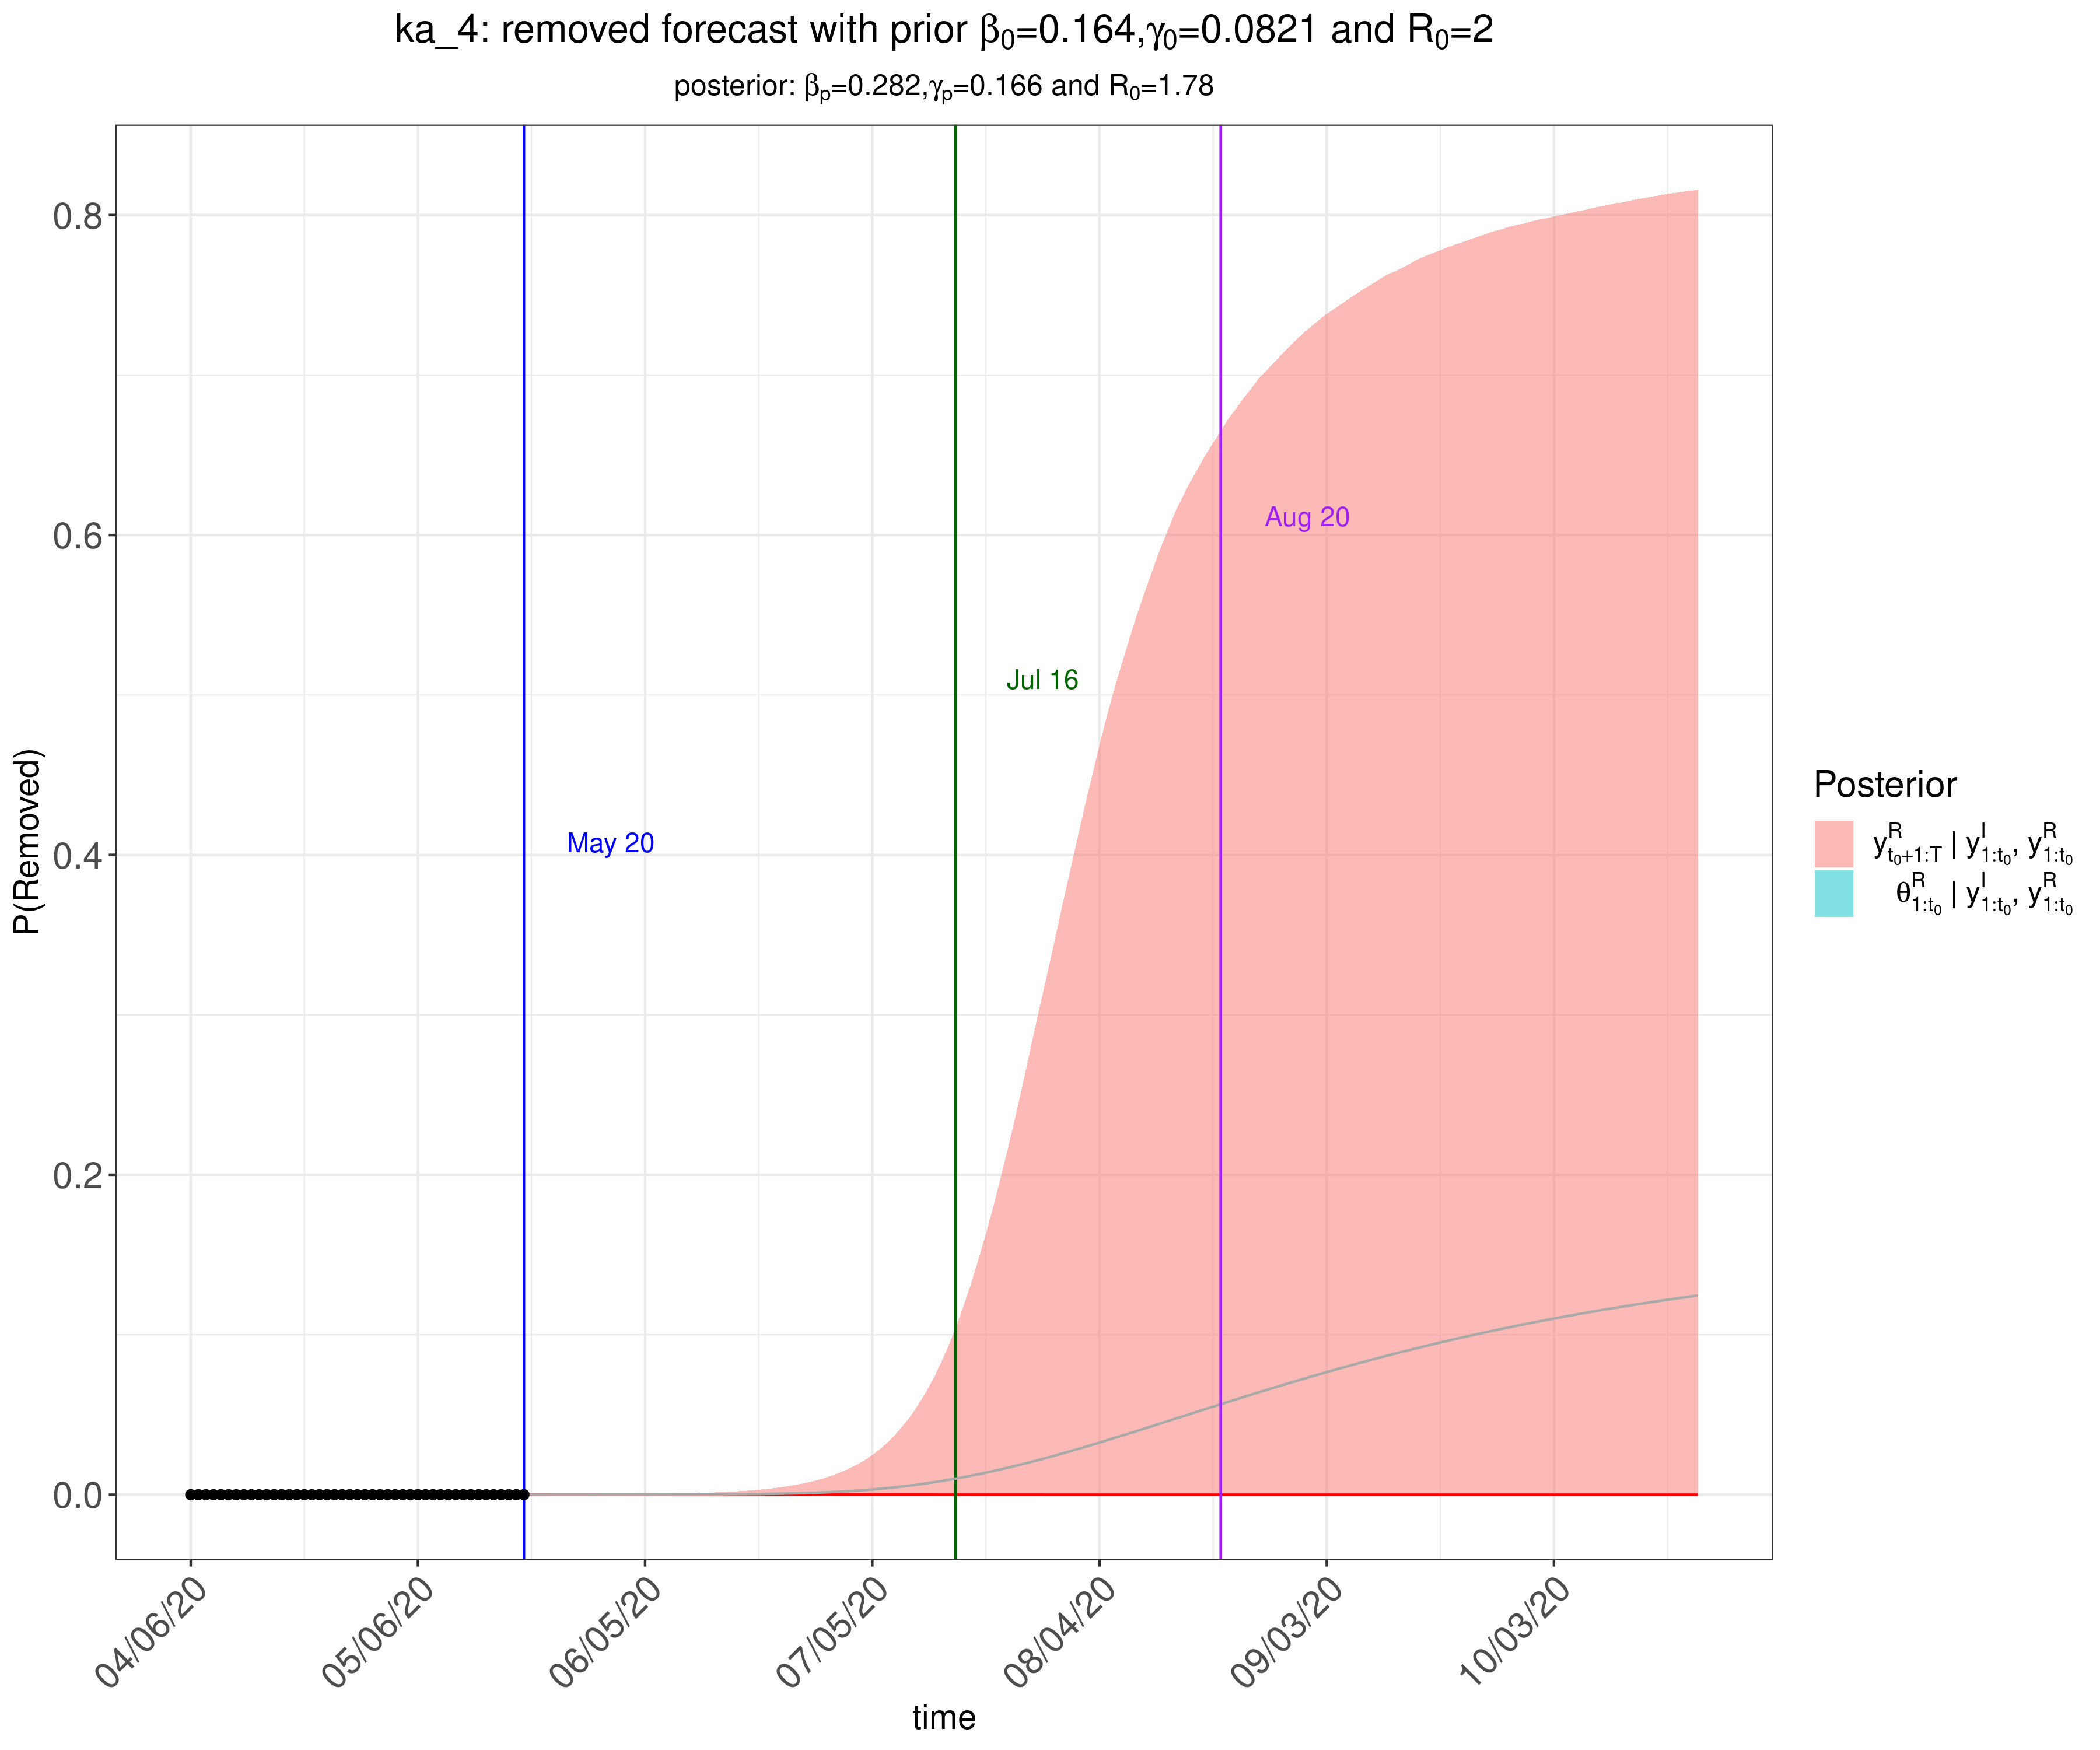 ka_4: removed forecast with prior β₀=0.164,γ₀=0.0821 and R₀=2
posterior: βₚ=0.282,γₚ=0.166 and R₀=1.78
0.8
0.6
0.4
0.2
0.0
P(Removed)
Aug 20
Jul 16
May 20
04/06/20
05/06/20
06/05/20
07/05/20
08/04/20
09/03/20
10/03/20
time
Posterior
y^R_{t₀+1:T} | y^I_{1:t₀}, y^R_{1:t₀}
θ^R_{1:t₀} | y^I_{1:t₀}, y^R_{1:t₀}